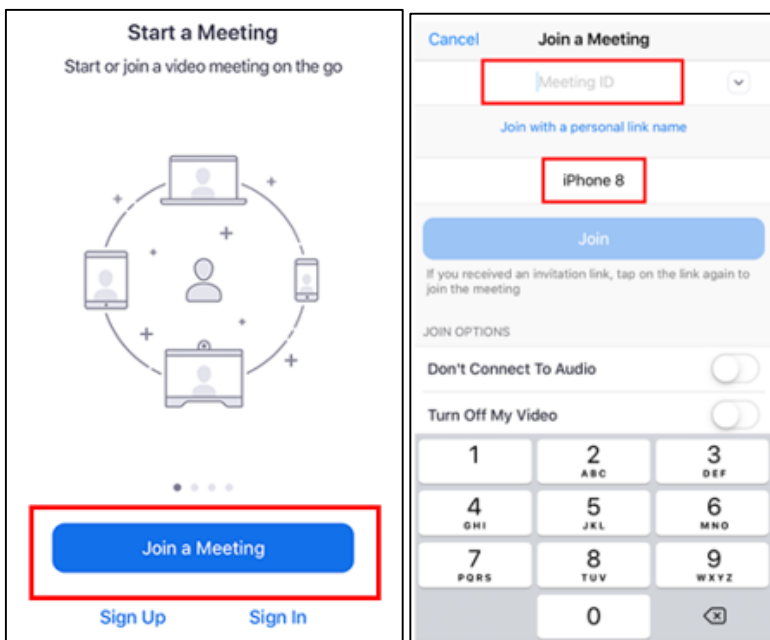 Start a Meeting
Start or join a video meeting on the go
Join a Meeting
Sign Up
Sign In
Cancel
Join a Meeting
Meeting ID
Join with a personal link name
iPhone 8
Join
If you received an invitation link, tap on the link again to
join the meeting
JOIN OPTIONS
Don't Connect To Audio
Turn Off My Video
1
2
ABC
3
DEF
4
GHI
5
JKL
6
MNO
7
PQRS
8
TUV
9
WXYZ
0